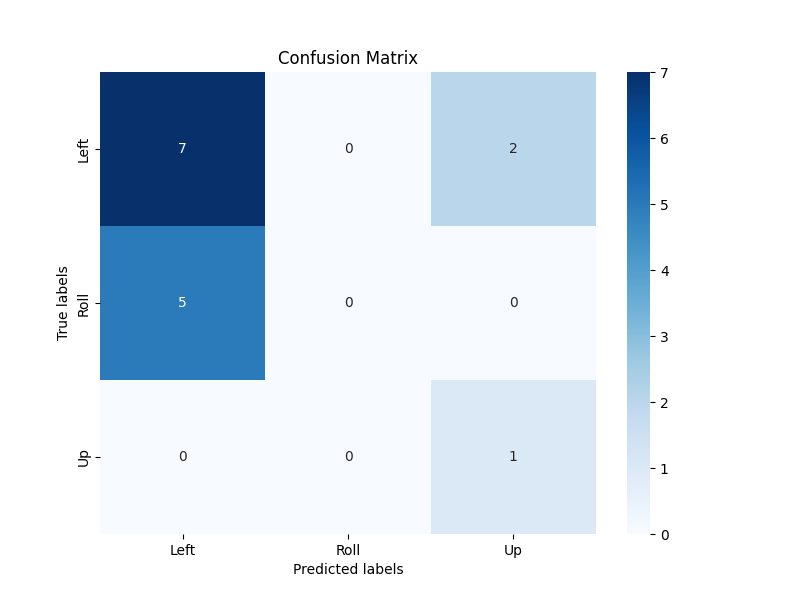 Confusion Matrix
True labels
Left
7
0
2
Roll
5
0
0
Up
0
0
1
Left
Roll
Up
Predicted labels
7
6
5
4
3
2
1
0